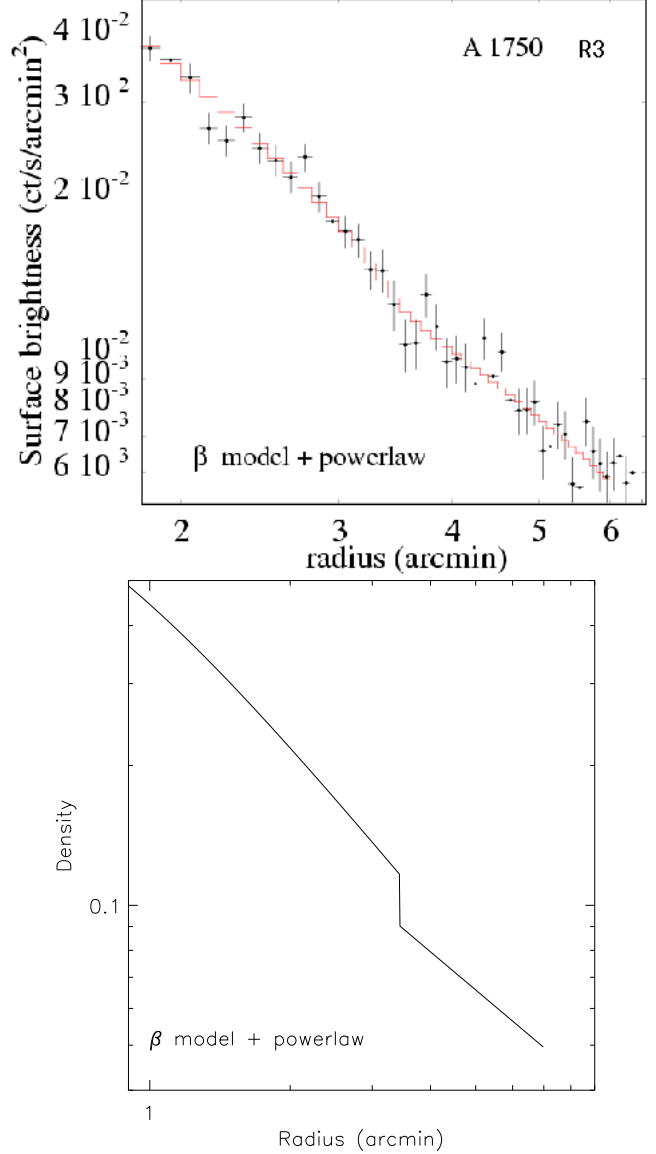 4 10⁻²
A 1750 R3
3 10⁻²
2 10⁻²
10⁻²
9 10⁻³
8 10⁻³
7 10⁻³
6 10³
Surface brightness (ct/s/arcmin²)
β model + powerlaw
2 3 4 5 6
radius (arcmin)
Density
0.1
β model + powerlaw
1
Radius (arcmin)